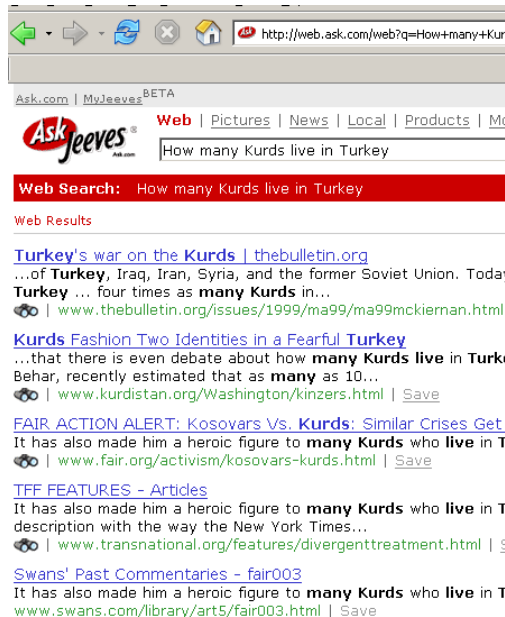 http://web.ask.com/web?q=How+many+Kur
Ask.com | MyJeeves BETA
Ask Jeeves ®
Ask.com
Web | Pictures | News | Local | Products | Mo
How many Kurds live in Turkey
Web Search: How many Kurds live in Turkey
Web Results
Turkey's war on the Kurds | thebulletin.org
...of Turkey, Iraq, Iran, Syria, and the former Soviet Union. Today
Turkey ... four times as many Kurds in...
| www.thebulletin.org/issues/1999/ma99/ma99mckiernan.html
Kurds Fashion Two Identities in a Fearful Turkey
...that there is even debate about how many Kurds live in Turk
Behar, recently estimated that as many as 10...
| www.kurdistan.org/Washington/kinzers.html | Save
FAIR ACTION ALERT: Kosovars Vs. Kurds: Similar Crises Get
It has also made him a heroic figure to many Kurds who live in T
| www.fair.org/activism/kosovars-kurds.html | Save
TFF FEATURES - Articles
It has also made him a heroic figure to many Kurds who live in T
description with the way the New York Times...
| www.transnational.org/features/divergenttreatment.html | S
Swans' Past Commentaries - fair003
It has also made him a heroic figure to many Kurds who live in T
www.swans.com/library/art5/fair003.html | Save